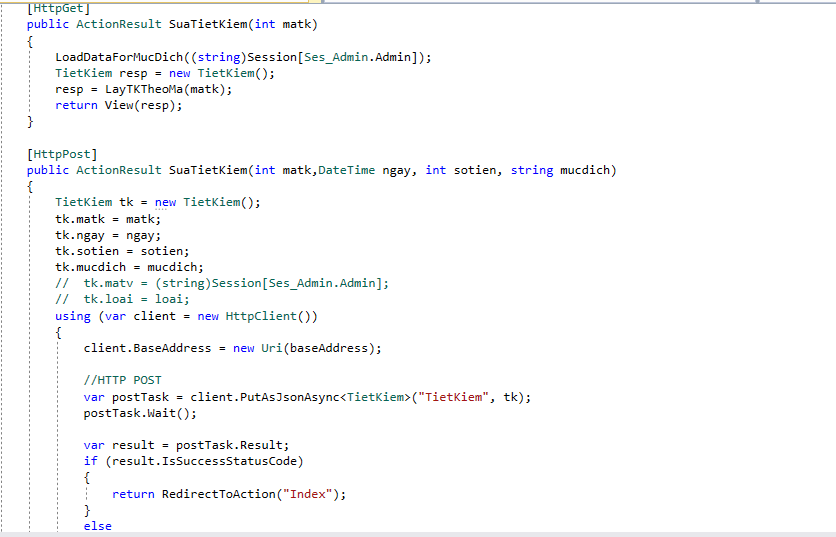 [HttpGet]
public ActionResult SuaTietKiem(int matk)
{
LoadDataForMucDich((string)Session[Ses_Admin.Admin]);
TietKiem resp = new TietKiem();
resp = LayTKTheoMa(matk);
return View(resp);
}
[HttpPost]
public ActionResult SuaTietKiem(int matk,DateTime ngay, int sotien, string mucdich)
{
TietKiem tk = new TietKiem();
tk.matk = matk;
tk.ngay = ngay;
tk.sotien = sotien;
tk.mucdich = mucdich;
//  tk.matv = (string)Session[Ses_Admin.Admin];
//  tk.loai = loai;
using (var client = new HttpClient())
{
client.BaseAddress = new Uri(baseAddress);
//HTTP POST
var postTask = client.PutAsJsonAsync<TietKiem>("TietKiem", tk);
postTask.Wait();
var result = postTask.Result;
if (result.IsSuccessStatusCode)
{
return RedirectToAction("Index");
}
else